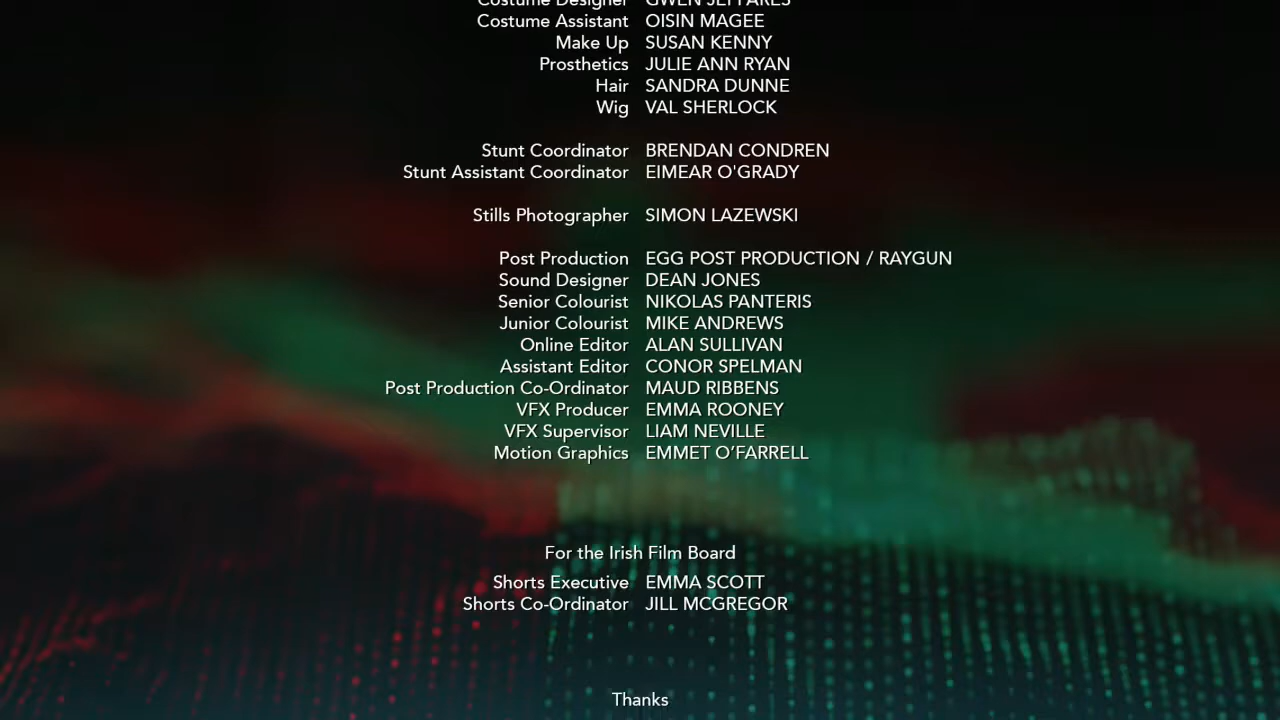 Costume Designer GWEN JEFFARES
Costume Assistant OISIN MAGEE
Make Up SUSAN KENNY
Prosthetics JULIE ANN RYAN
Hair SANDRA DUNNE
Wig VAL SHERLOCK
Stunt Coordinator BRENDAN CONDREN
Stunt Assistant Coordinator EIMEAR O'GRADY
Stills Photographer SIMON LAZEWSKI
Post Production EGG POST PRODUCTION / RAYGUN
Sound Designer DEAN JONES
Senior Colourist NIKOLAS PANTERIS
Junior Colourist MIKE ANDREWS
Online Editor ALAN SULLIVAN
Assistant Editor CONOR SPELMAN
Post Production Co-Ordinator MAUD RIBBENS
VFX Producer EMMA ROONEY
VFX Supervisor LIAM NEVILLE
Motion Graphics EMMET O’FARRELL
For the Irish Film Board
Shorts Executive EMMA SCOTT
Shorts Co-Ordinator JILL MCGREGOR
Thanks